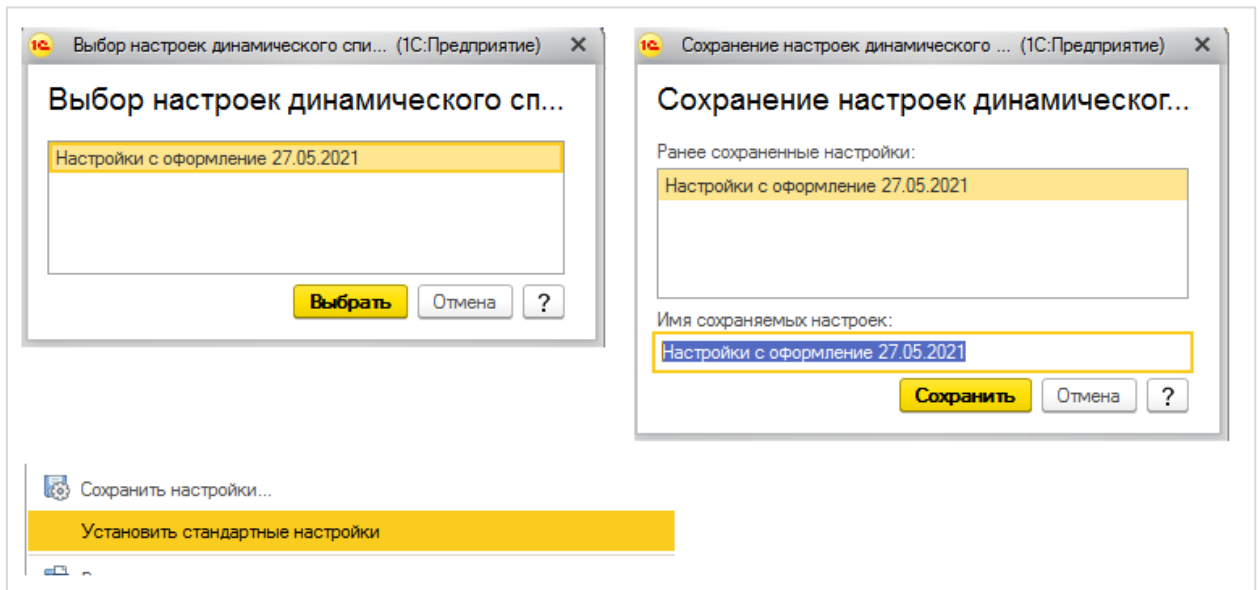 Выбор настроек динамического спи... (1С:Предприятие)
Выбор настроек динамического сп...
Настройки с оформление 27.05.2021
Выбрать
Отмена
?
Сохранение настроек динамического ... (1С:Предприятие)
Сохранение настроек динамическог...
Ранее сохраненные настройки:
Настройки с оформление 27.05.2021
Имя сохраняемых настроек:
Настройки с оформление 27.05.2021
Сохранить
Отмена
?
Сохранить настройки...
Установить стандартные настройки